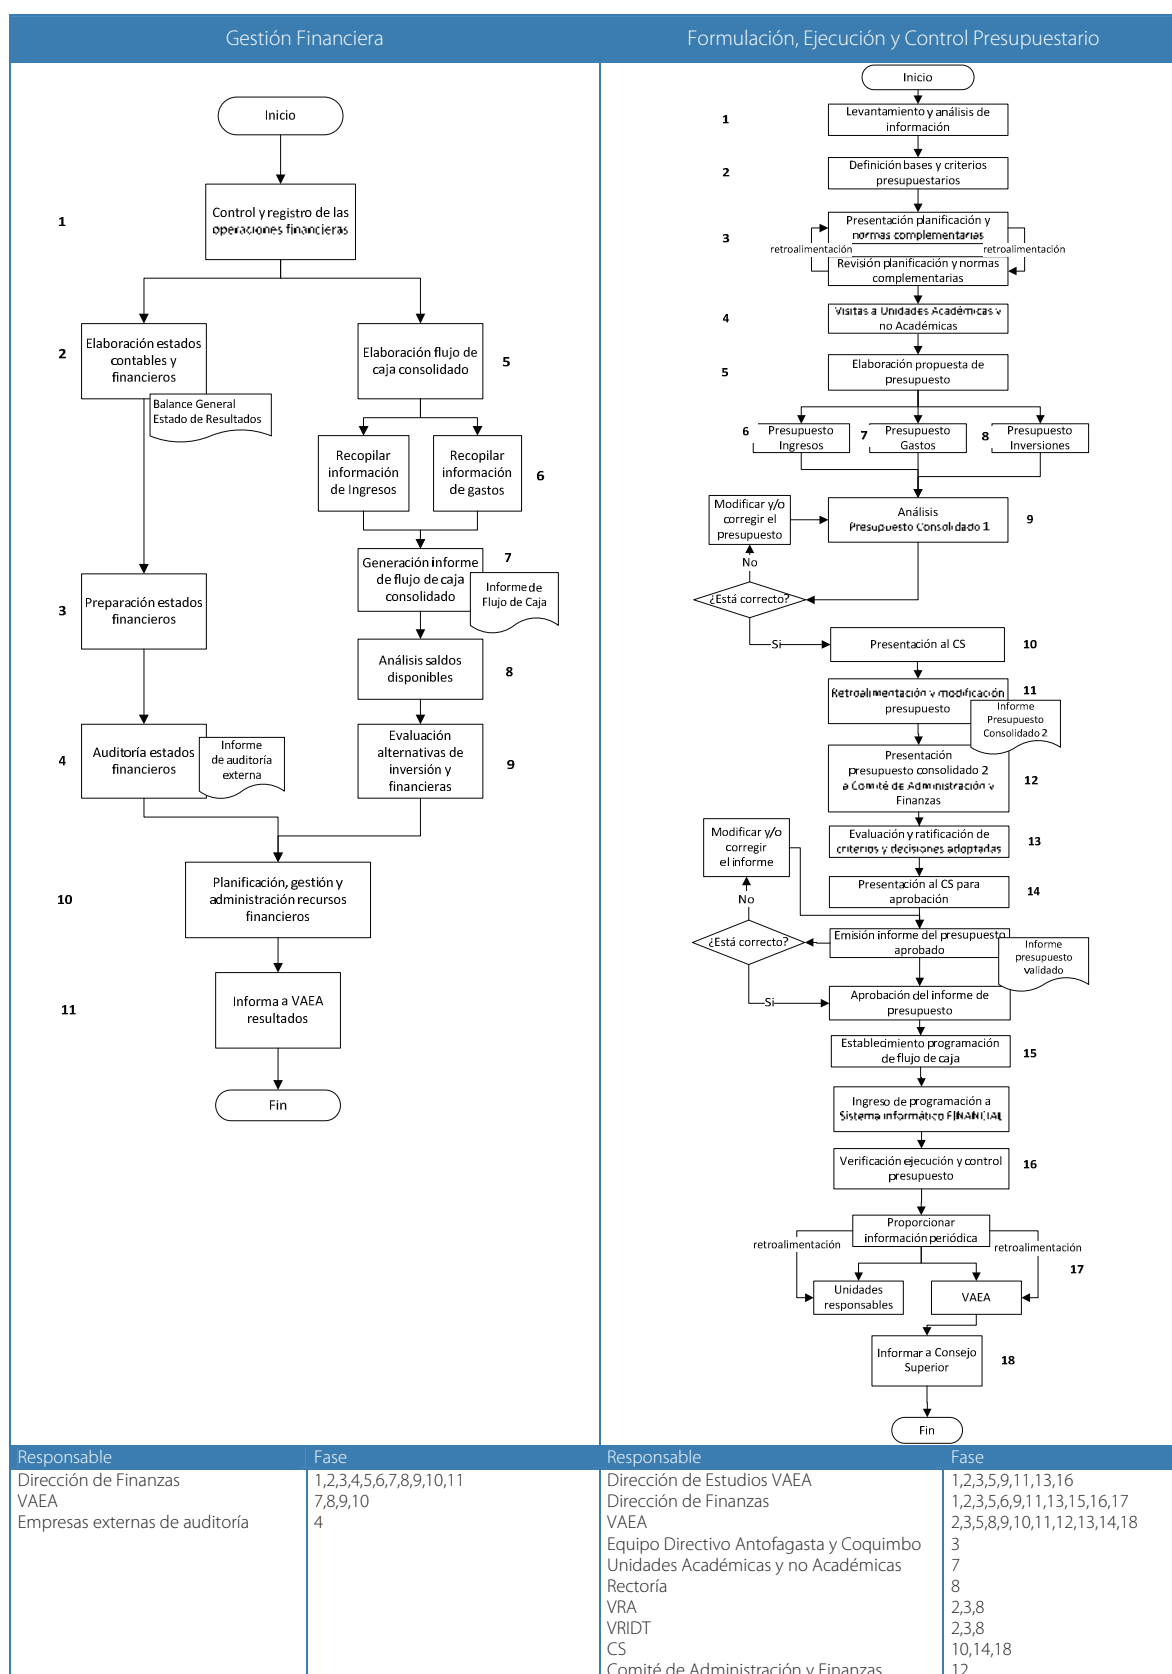 Gestión Financiera
Inicio
1
Control y registro de las
operaciones financieras
2
Elaboración estados
contables y
financieros
Balance General
Estado de Resultados
Elaboración flujo de
caja consolidado
5
Recopilar
información
de Ingresos
Recopilar
información
de gastos
6
7
Generación informe
de flujo de caja
consolidado
Informe de
Flujo de Caja
3
Preparación estados
financieros
Análisis saldos
disponibles
8
4
Auditoría estados
financieros
Informe
de auditoría
externa
Evaluación
alternativas de
inversión y
financieras
9
10
Planificación, gestión y
administración recursos
financieros
11
Informa a VAEA
resultados
Fin
Formulación, Ejecución y Control Presupuestario
Inicio
1
Levantamiento y análisis de
información
2
Definición bases y criterios
presupuestarios
3
Presentación planificación y
normas complementarias
retroalimentación
retroalimentación
Revisión planificación y normas
complementarias
4
Visitas a Unidades Académicas y
no Académicas
5
Elaboración propuesta de
presupuesto
6
Presupuesto
Ingresos
7
Presupuesto
Gastos
8
Presupuesto
Inversiones
Modificar y/o
corregir el
presupuesto
Análisis
Presupuesto Consolidado 1
9
No
¿Está correcto?
Si
Presentación al CS
10
Retroalimentación y modificación
presupuesto
11
Informe
Presupuesto
Consolidado 2
Presentación
presupuesto consolidado 2
a Comité de Administración y
Finanzas
12
Modificar y/o
corregir
el informe
Evaluación y ratificación de
criterios y decisiones adoptadas
13
Presentación al CS para
aprobación
14
No
¿Está correcto?
Emisión informe del presupuesto
aprobado
Informe
presupuesto
validado
Si
Aprobación del informe de
presupuesto
Establecimiento programación
de flujo de caja
15
Ingreso de programación a
Sistema informático FINANCIAL
Verificación ejecución y control
presupuesto
16
Proporcionar
información periódica
retroalimentación
retroalimentación
17
Unidades
responsables
VAEA
Informar a Consejo
Superior
18
Fin
Responsable Fase
Dirección de Finanzas 1,2,3,4,5,6,7,8,9,10,11
VAEA 7,8,9,10
Empresas externas de auditoría 4
Responsable Fase
Dirección de Estudios VAEA 1,2,3,5,9,11,13,16
Dirección de Finanzas 1,2,3,5,6,9,11,13,15,16,17
VAEA 2,3,5,8,9,10,11,12,13,14,18
Equipo Directivo Antofagasta y Coquimbo 3
Unidades Académicas y no Académicas 7
Rectoría 8
VRA 2,3,8
VRIDT 2,3,8
CS 10,14,18
Comité de Administración y Finanzas 12